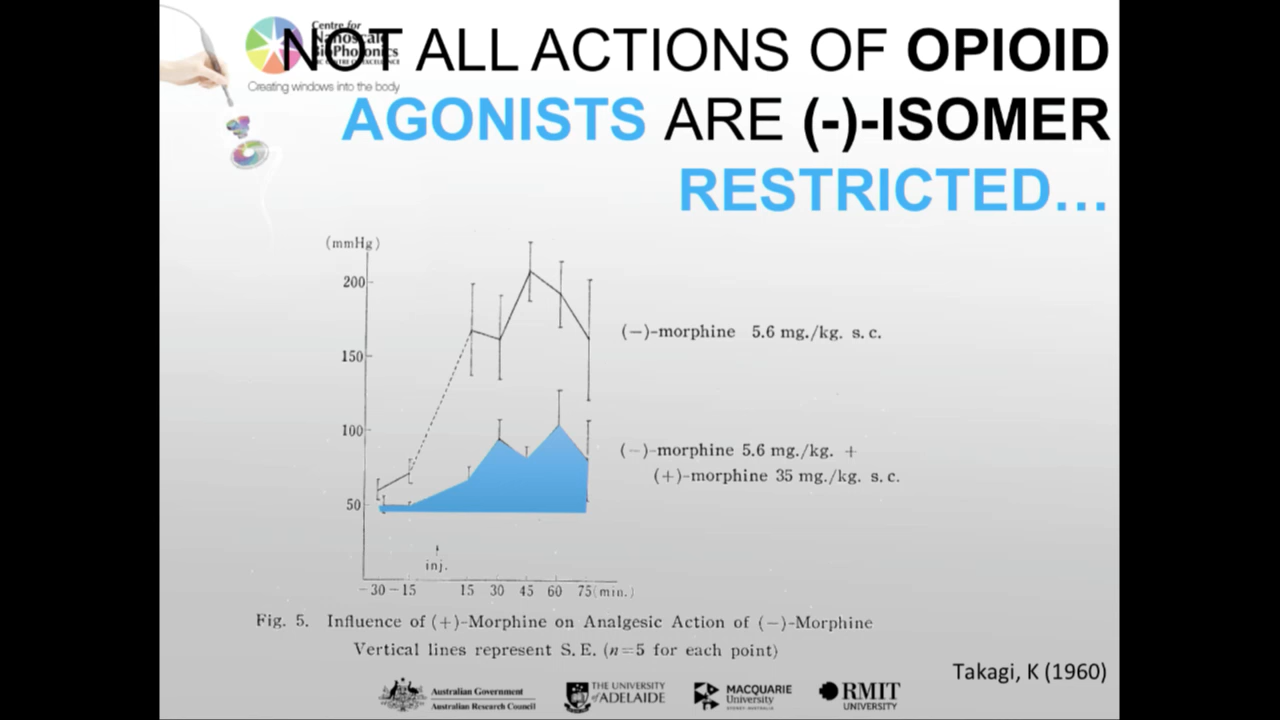 Centre for
Nanoscale
BioPhotonics
Creating windows into the body
NOT ALL ACTIONS OF OPIOID
AGONISTS ARE (-)-ISOMER
RESTRICTED…
(mmHg)
200
150
100
50
(−)-morphine 5.6 mg./kg. s. c.
(−)-morphine 5.6 mg./kg. +
(+)-morphine 35 mg./kg. s. c.
inj.
−30 −15 15 30 45 60 75 (min.)
Fig. 5. Influence of (+)-Morphine on Analgesic Action of (−)-Morphine
Vertical lines represent S. E. (n=5 for each point)
Takagi, K (1960)
Australian Government
Australian Research Council
THE UNIVERSITY
of ADELAIDE
MACQUARIE
University
SYDNEY·AUSTRALIA
RMIT
UNIVERSITY